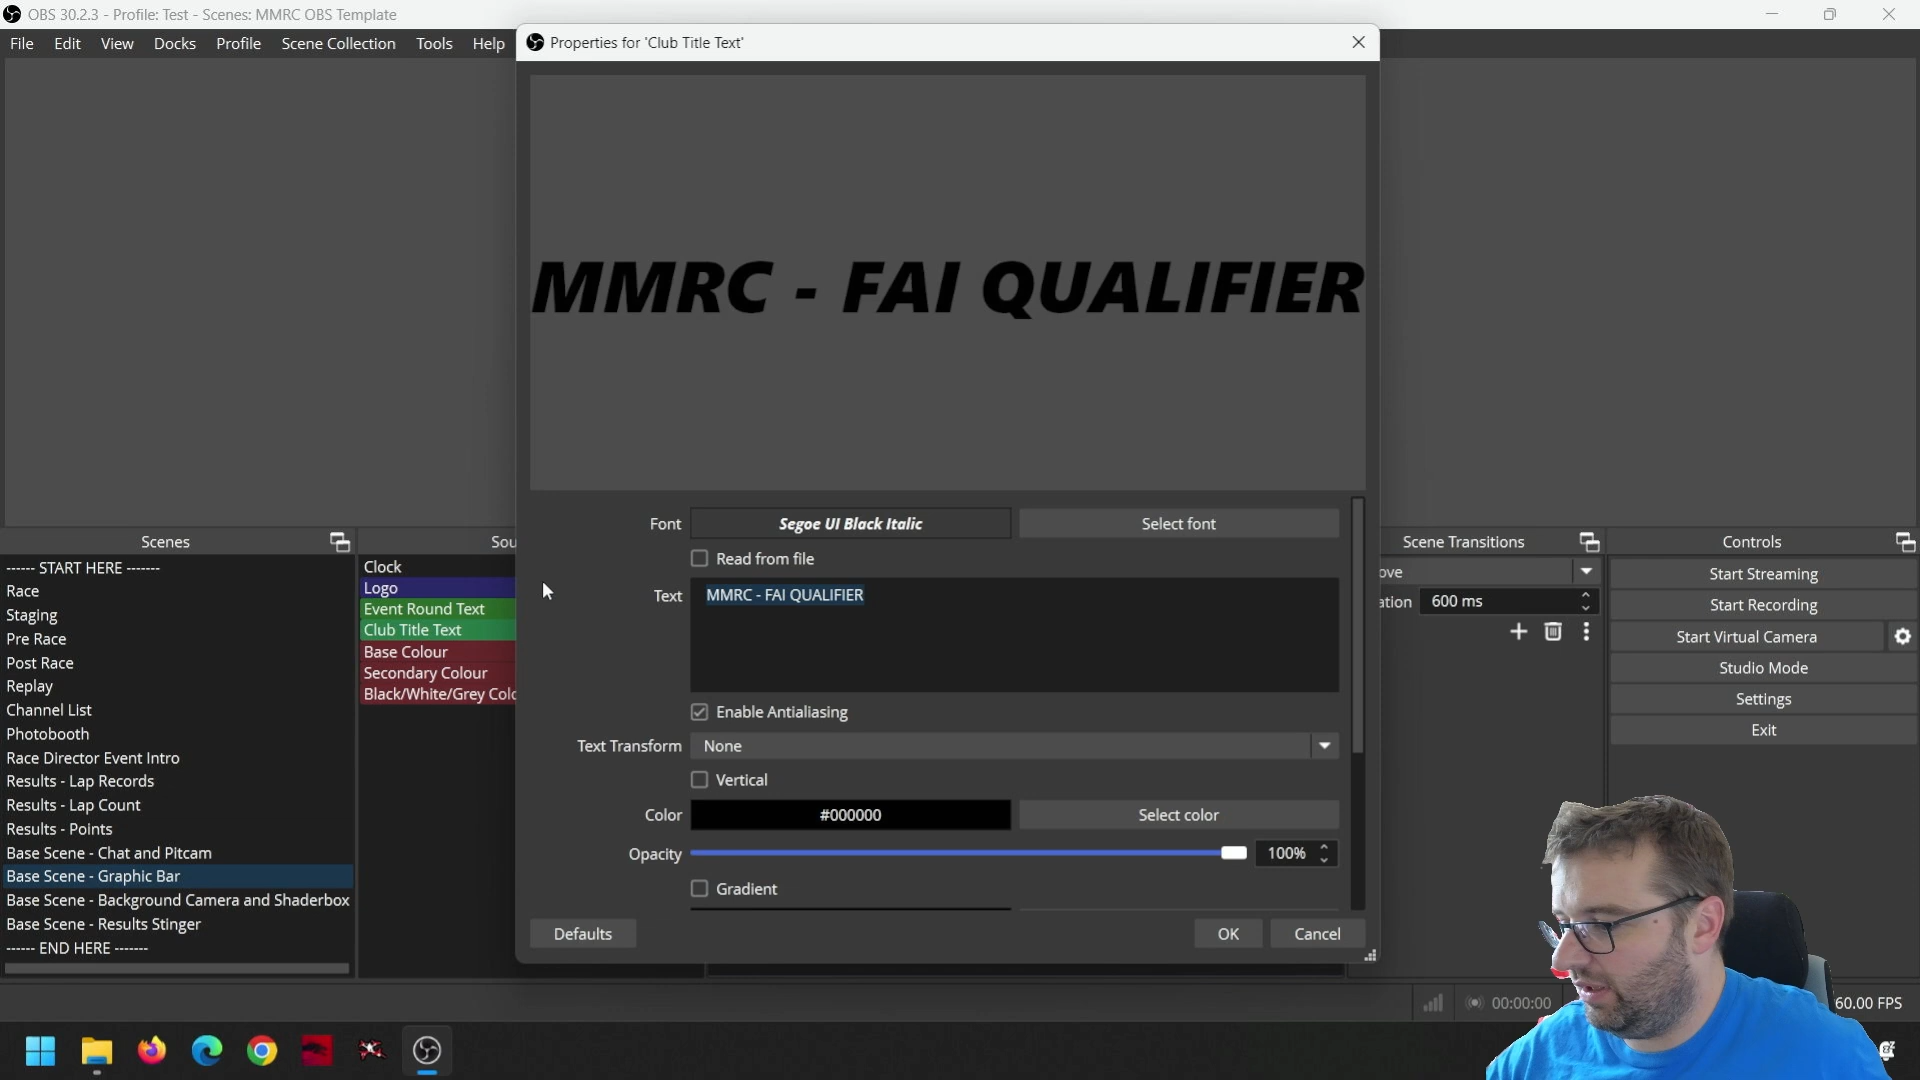 OBS 30.2.3 - Profile: Test - Scenes: MMRC OBS Template
File Edit View Docks Profile Scene Collection Tools Help
Properties for 'Club Title Text'
MMRC - FAI QUALIFIER
Font Segoe UI Black Italic Select font
Read from file
Text MMRC - FAI QUALIFIER
Enable Antialiasing
Text Transform None
Vertical
Color #000000 Select color
Opacity 100%
Gradient
Defaults OK Cancel
Scenes
------ START HERE -------
Race
Staging
Pre Race
Post Race
Replay
Channel List
Photobooth
Race Director Event Intro
Results - Lap Records
Results - Lap Count
Results - Points
Base Scene - Chat and Pitcam
Base Scene - Graphic Bar
Base Scene - Background Camera and Shaderbox
Base Scene - Results Stinger
------ END HERE -------
Sou
Clock
Logo
Event Round Text
Club Title Text
Base Colour
Secondary Colour
Black/White/Grey Colo
Scene Transitions
ove
ation 600 ms
Controls
Start Streaming
Start Recording
Start Virtual Camera
Studio Mode
Settings
Exit
00:00:00
60.00 FPS